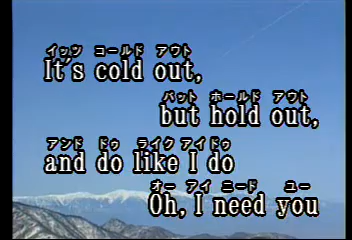 イッツ コールド アウト
It's cold out,
バット ホールド アウト
but hold out,
アンド ドゥ ライク アイ ドゥ
and do like I do
オー アイ ニード ユー
Oh, I need you